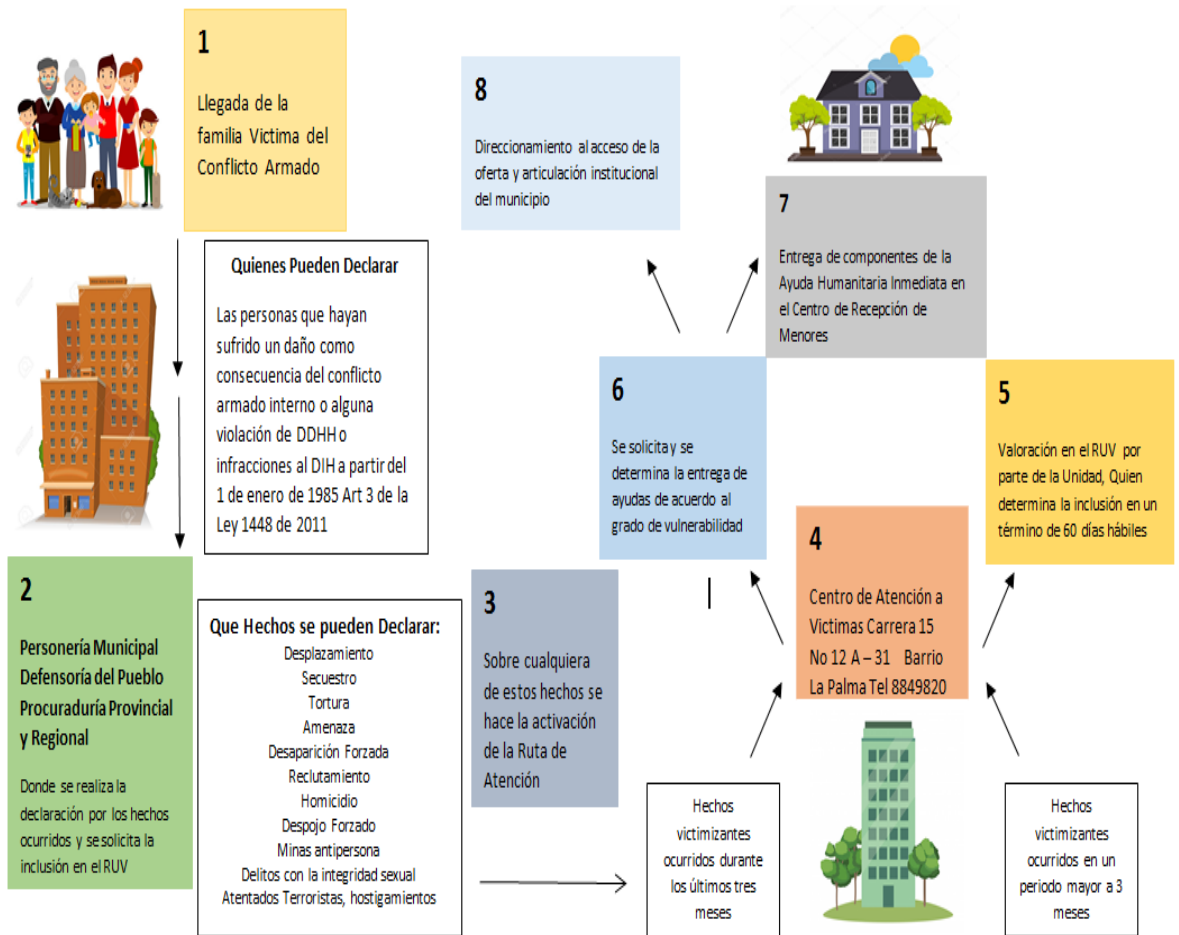 1
Llegada de la
familia Victima del
Conflicto Armado
Quienes Pueden Declarar
Las personas que hayan
sufrido un daño como
consecuencia del conflicto
armado interno o alguna
violación de DDHH o
infracciones al DIH a partir del
1 de enero de 1985 Art 3 de la
Ley 1448 de 2011
2
Personería Municipal
Defensoría del Pueblo
Procuraduría Provincial
y Regional
Donde se realiza la
declaración por los hechos
ocurridos y se solicita la
inclusión en el RUV
Que Hechos se pueden Declarar:
Desplazamiento
Secuestro
Tortura
Amenaza
Desaparición Forzada
Reclutamiento
Homicidio
Despojo Forzado
Minas antipersona
Delitos con la integridad sexual
Atentados Terroristas, hostigamientos
3
Sobre cualquiera
de estos hechos se
hace la activación
de la Ruta de
Atención
Hechos
victimizantes
ocurridos durante
los últimos tres
meses
Hechos
victimizantes
ocurridos en un
periodo mayor a 3
meses
4
Centro de Atención a
Victimas Carrera 15
No 12 A – 31 Barrio
La Palma Tel 8849820
5
Valoración en el RUV por
parte de la Unidad, Quien
determina la inclusión en un
término de 60 días hábiles
6
Se solicita y se
determina la entrega de
ayudas de acuerdo al
grado de vulnerabilidad
7
Entrega de componentes de la
Ayuda Humanitaria Inmediata en
el Centro de Recepción de
Menores
8
Direccionamiento al acceso de la
oferta y articulación institucional
del municipio